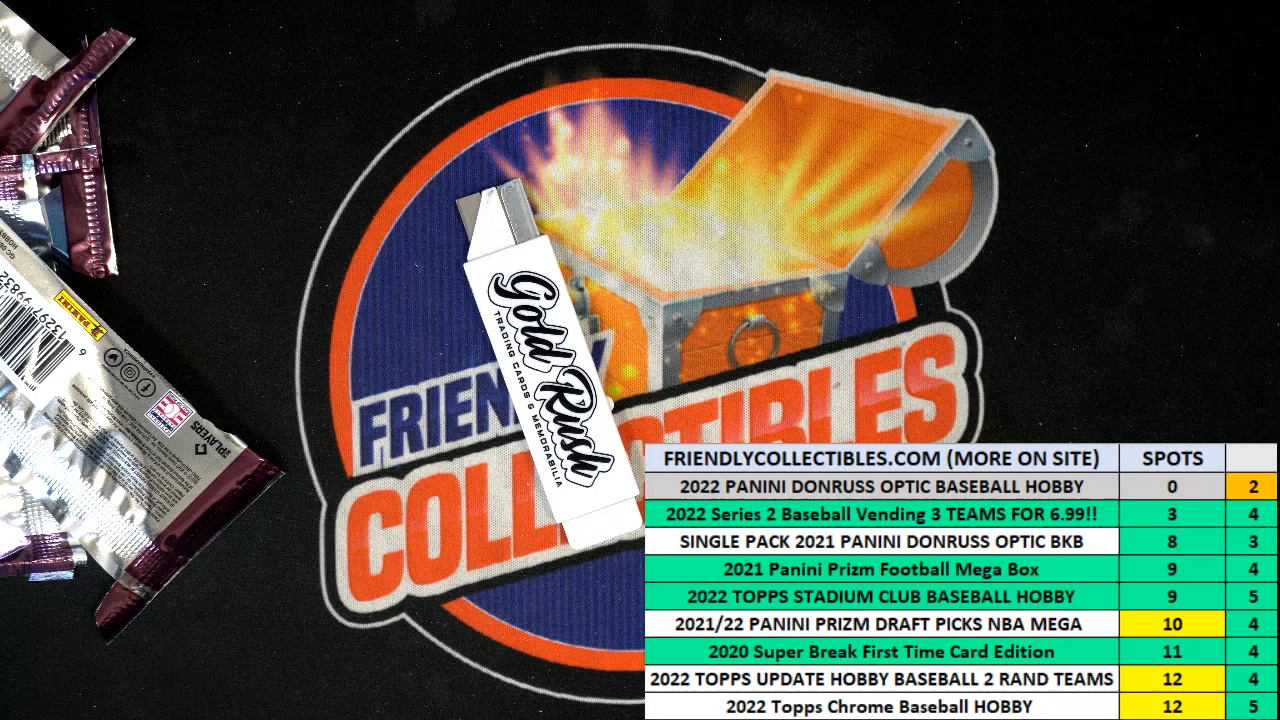 HOBBY
13297 99832
6
PANINI
PLAYERS
Gold Rush
TRADING CARDS & MEMORABILIA
FRIEN
COLLECTIBLES
FRIENDLYCOLLECTIBLES.COM (MORE ON SITE) SPOTS
2022 PANINI DONRUSS OPTIC BASEBALL HOBBY 0 2
2022 Series 2 Baseball Vending 3 TEAMS FOR 6.99!! 3 4
SINGLE PACK 2021 PANINI DONRUSS OPTIC BKB 8 3
2021 Panini Prizm Football Mega Box 9 4
2022 TOPPS STADIUM CLUB BASEBALL HOBBY 9 5
2021/22 PANINI PRIZM DRAFT PICKS NBA MEGA 10 4
2020 Super Break First Time Card Edition 11 4
2022 TOPPS UPDATE HOBBY BASEBALL 2 RAND TEAMS 12 4
2022 Topps Chrome Baseball HOBBY 12 5